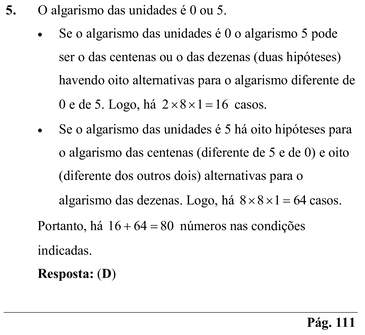 5. O algarismo das unidades é 0 ou 5.
• Se o algarismo das unidades é 0 o algarismo 5 pode
ser o das centenas ou o das dezenas (duas hipóteses)
havendo oito alternativas para o algarismo diferente de
0 e de 5. Logo, há 2×8×1=16 casos.
• Se o algarismo das unidades é 5 há oito hipóteses para
o algarismo das centenas (diferente de 5 e de 0) e oito
(diferente dos outros dois) alternativas para o
algarismo das dezenas. Logo, há 8×8×1=64 casos.
Portanto, há 16+64=80 números nas condições
indicadas.
Resposta: (D)
Pág. 111